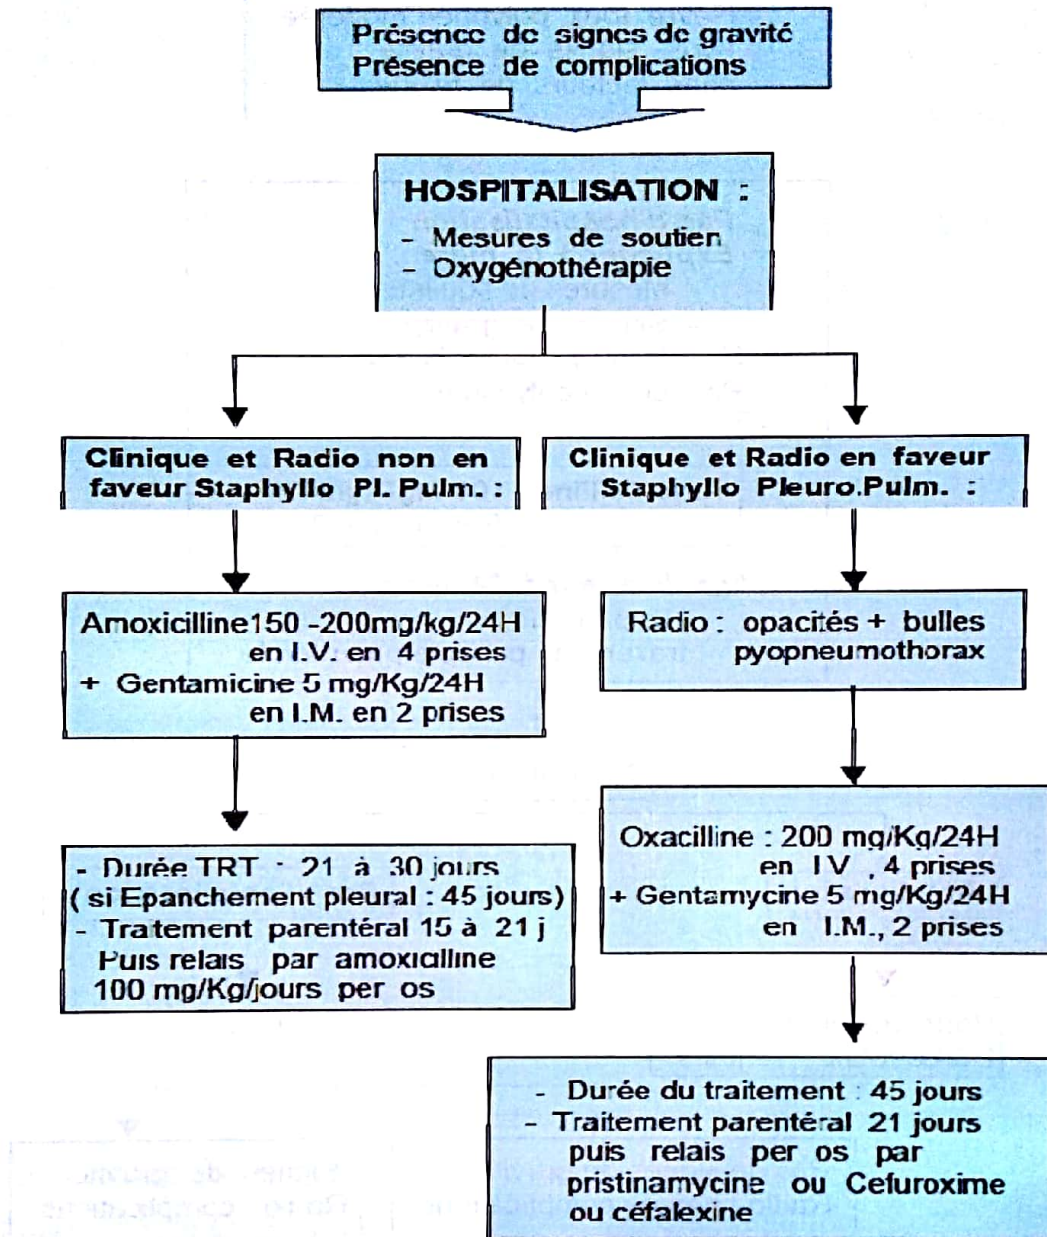 Présence de signes de gravité
Présence de complications
HOSPITALISATION :
- Mesures de soutien
- Oxygénothérapie
Clinique et Radio non en
faveur Staphyllo Pl. Pulm. :
Amoxicilline150 -200mg/kg/24H
en I.V. en 4 prises
+ Gentamicine 5 mg/Kg/24H
en I.M. en 2 prises
- Durée TRT : 21 à 30 jours
( si Epanchement pleural : 45 jours)
- Traitement parentéral 15 à 21 j
Puis relais par amoxicilline
100 mg/Kg/jours per os
Clinique et Radio en faveur
Staphyllo Pleuro.Pulm. :
Radio : opacités + bulles
pyopneumothorax
Oxacilline : 200 mg/Kg/24H
en I V , 4 prises
+ Gentamycine 5 mg/Kg/24H
en I.M., 2 prises
- Durée du traitement : 45 jours
- Traitement parentéral 21 jours
puis relais per os par
pristinamycine ou Cefuroxime
ou céfalexine